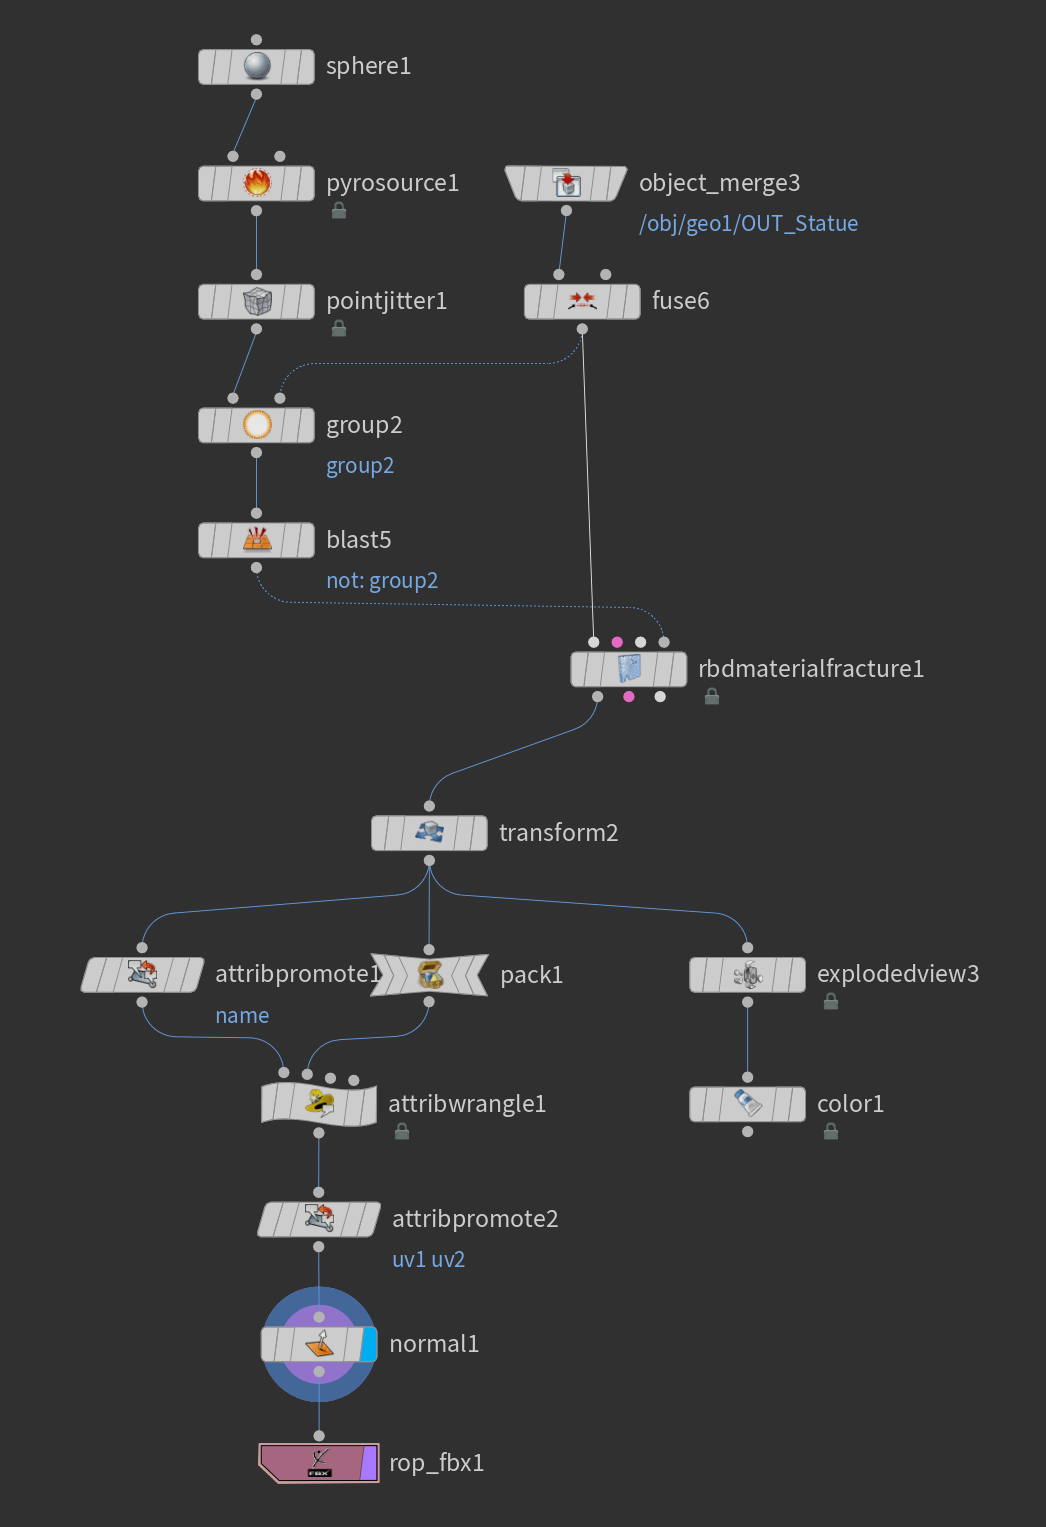 sphere1
pyrosource1
object_merge3
/obj/geo1/OUT_Statue
pointjitter1
fuse6
group2
group2
blast5
not: group2
rbdmaterialfracture1
transform2
attribpromote1
name
pack1
explodedview3
attribwrangle1
color1
attribpromote2
uv1 uv2
normal1
FBX
rop_fbx1